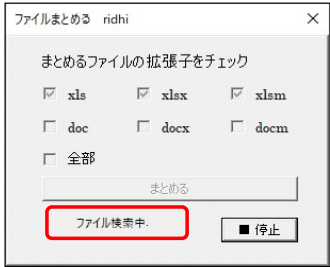 ファイルまとめる ridhi ×
まとめるファイルの拡張子をチェック
xls xlsx xlsm
doc docx docm
全部
まとめる
ファイル検索中.
■ 停止